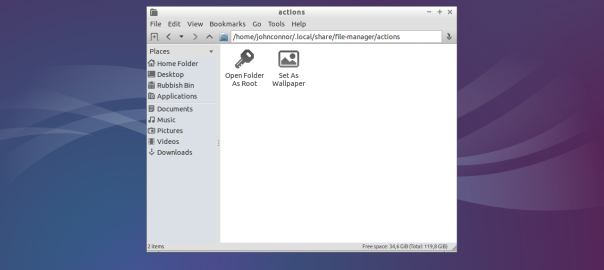 actions
File Edit View Bookmarks Go Tools Help
/home/johnconnor/.local/share/file-manager/actions
Places
Home Folder
Desktop
Rubbish Bin
Applications
Documents
Music
Pictures
Videos
Downloads
Open Folder
As Root
Set As
Wallpaper
2 items
Free space: 34,6 GiB (Total: 119,8 GiB)